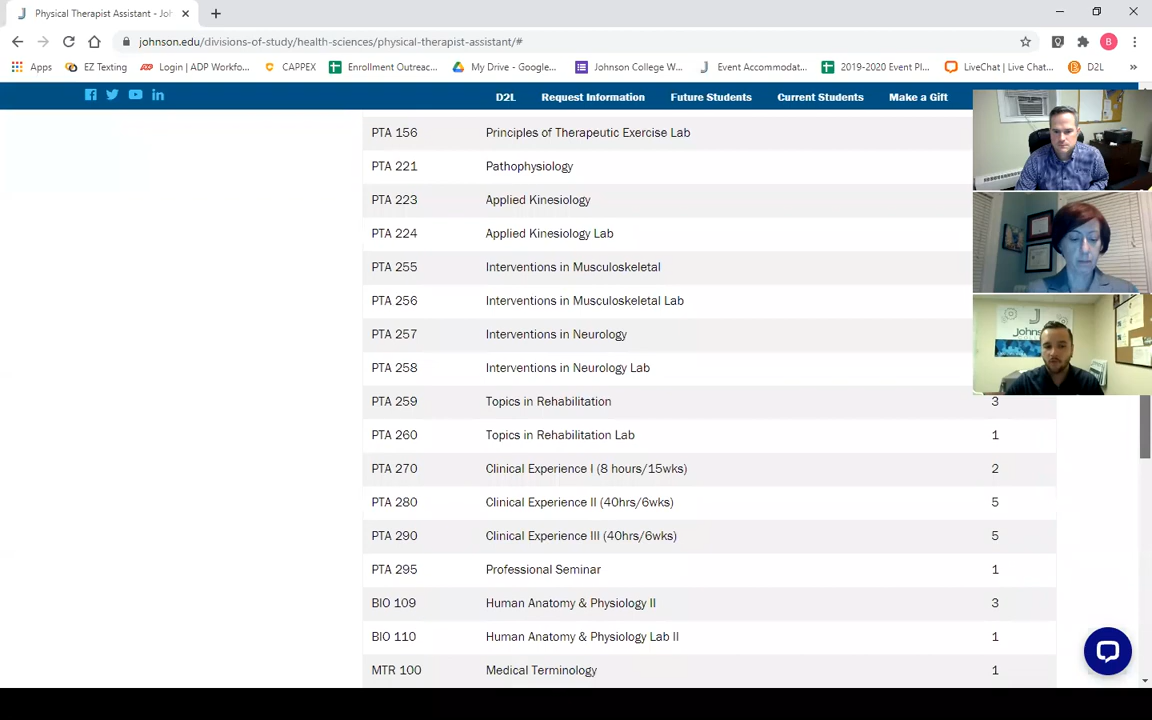 Physical Therapist Assistant - Joh
johnson.edu/divisions-of-study/health-sciences/physical-therapist-assistant/#
B
Apps EZ Texting Login | ADP Workfo... CAPPEX Enrollment Outreac... My Drive - Google... Johnson College W... Event Accommodat... 2019-2020 Event Pl... LiveChat | Live Chat... D2L »
D2L Request Information Future Students Current Students Make a Gift
PTA 156 Principles of Therapeutic Exercise Lab
PTA 221 Pathophysiology
PTA 223 Applied Kinesiology
PTA 224 Applied Kinesiology Lab
PTA 255 Interventions in Musculoskeletal
PTA 256 Interventions in Musculoskeletal Lab
PTA 257 Interventions in Neurology
PTA 258 Interventions in Neurology Lab
PTA 259 Topics in Rehabilitation 3
PTA 260 Topics in Rehabilitation Lab 1
PTA 270 Clinical Experience I (8 hours/15wks) 2
PTA 280 Clinical Experience II (40hrs/6wks) 5
PTA 290 Clinical Experience III (40hrs/6wks) 5
PTA 295 Professional Seminar 1
BIO 109 Human Anatomy & Physiology II 3
BIO 110 Human Anatomy & Physiology Lab II 1
MTR 100 Medical Terminology 1